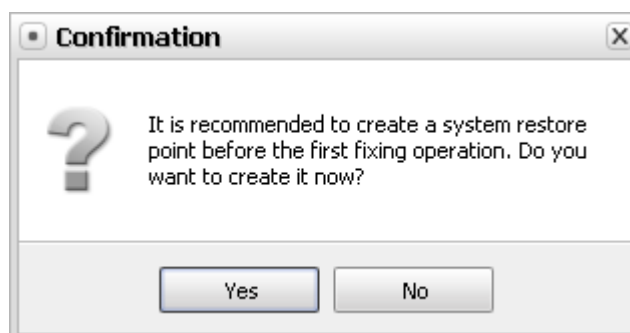 Confirmation
It is recommended to create a system restore
point before the first fixing operation. Do you
want to create it now?
Yes
No